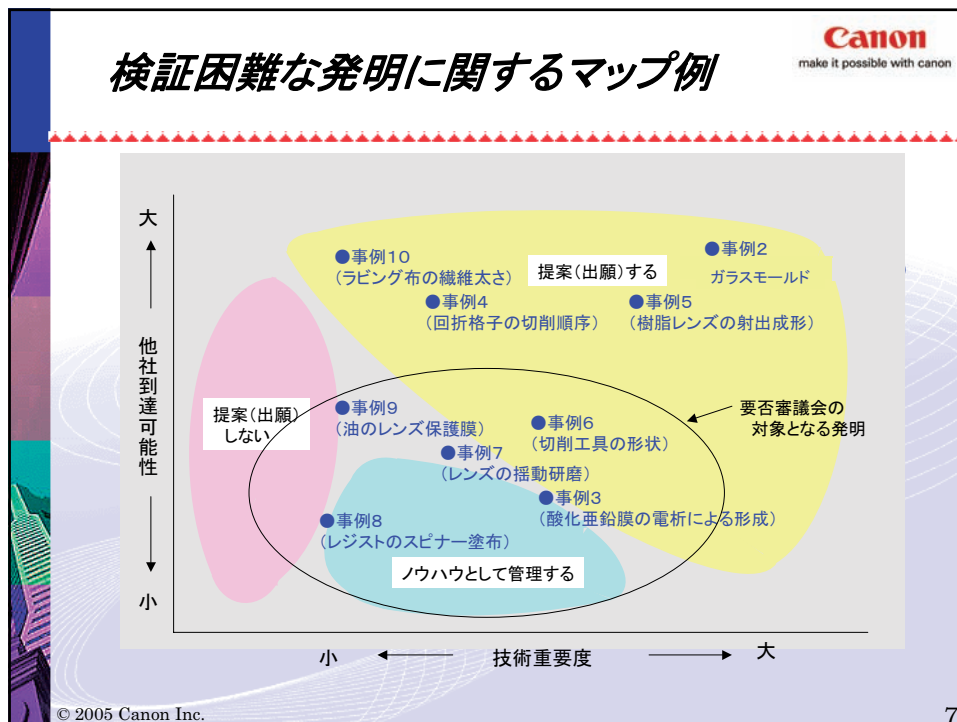 検証困難な発明に関するマップ例
Canon
make it possible with canon
大
他社到達可能性
小
●事例10
(ラビング布の繊維太さ)
提案(出願)する
●事例2
ガラスモールド
●事例4
(回折格子の切削順序)
●事例5
(樹脂レンズの射出成形)
提案(出願)
しない
●事例9
(油のレンズ保護膜)
●事例6
(切削工具の形状)
要否審議会の
対象となる発明
●事例7
(レンズの揺動研磨)
●事例3
(酸化亜鉛膜の電析による形成)
●事例8
(レジストのスピナー塗布)
ノウハウとして管理する
小
技術重要度
大
© 2005 Canon Inc.
7